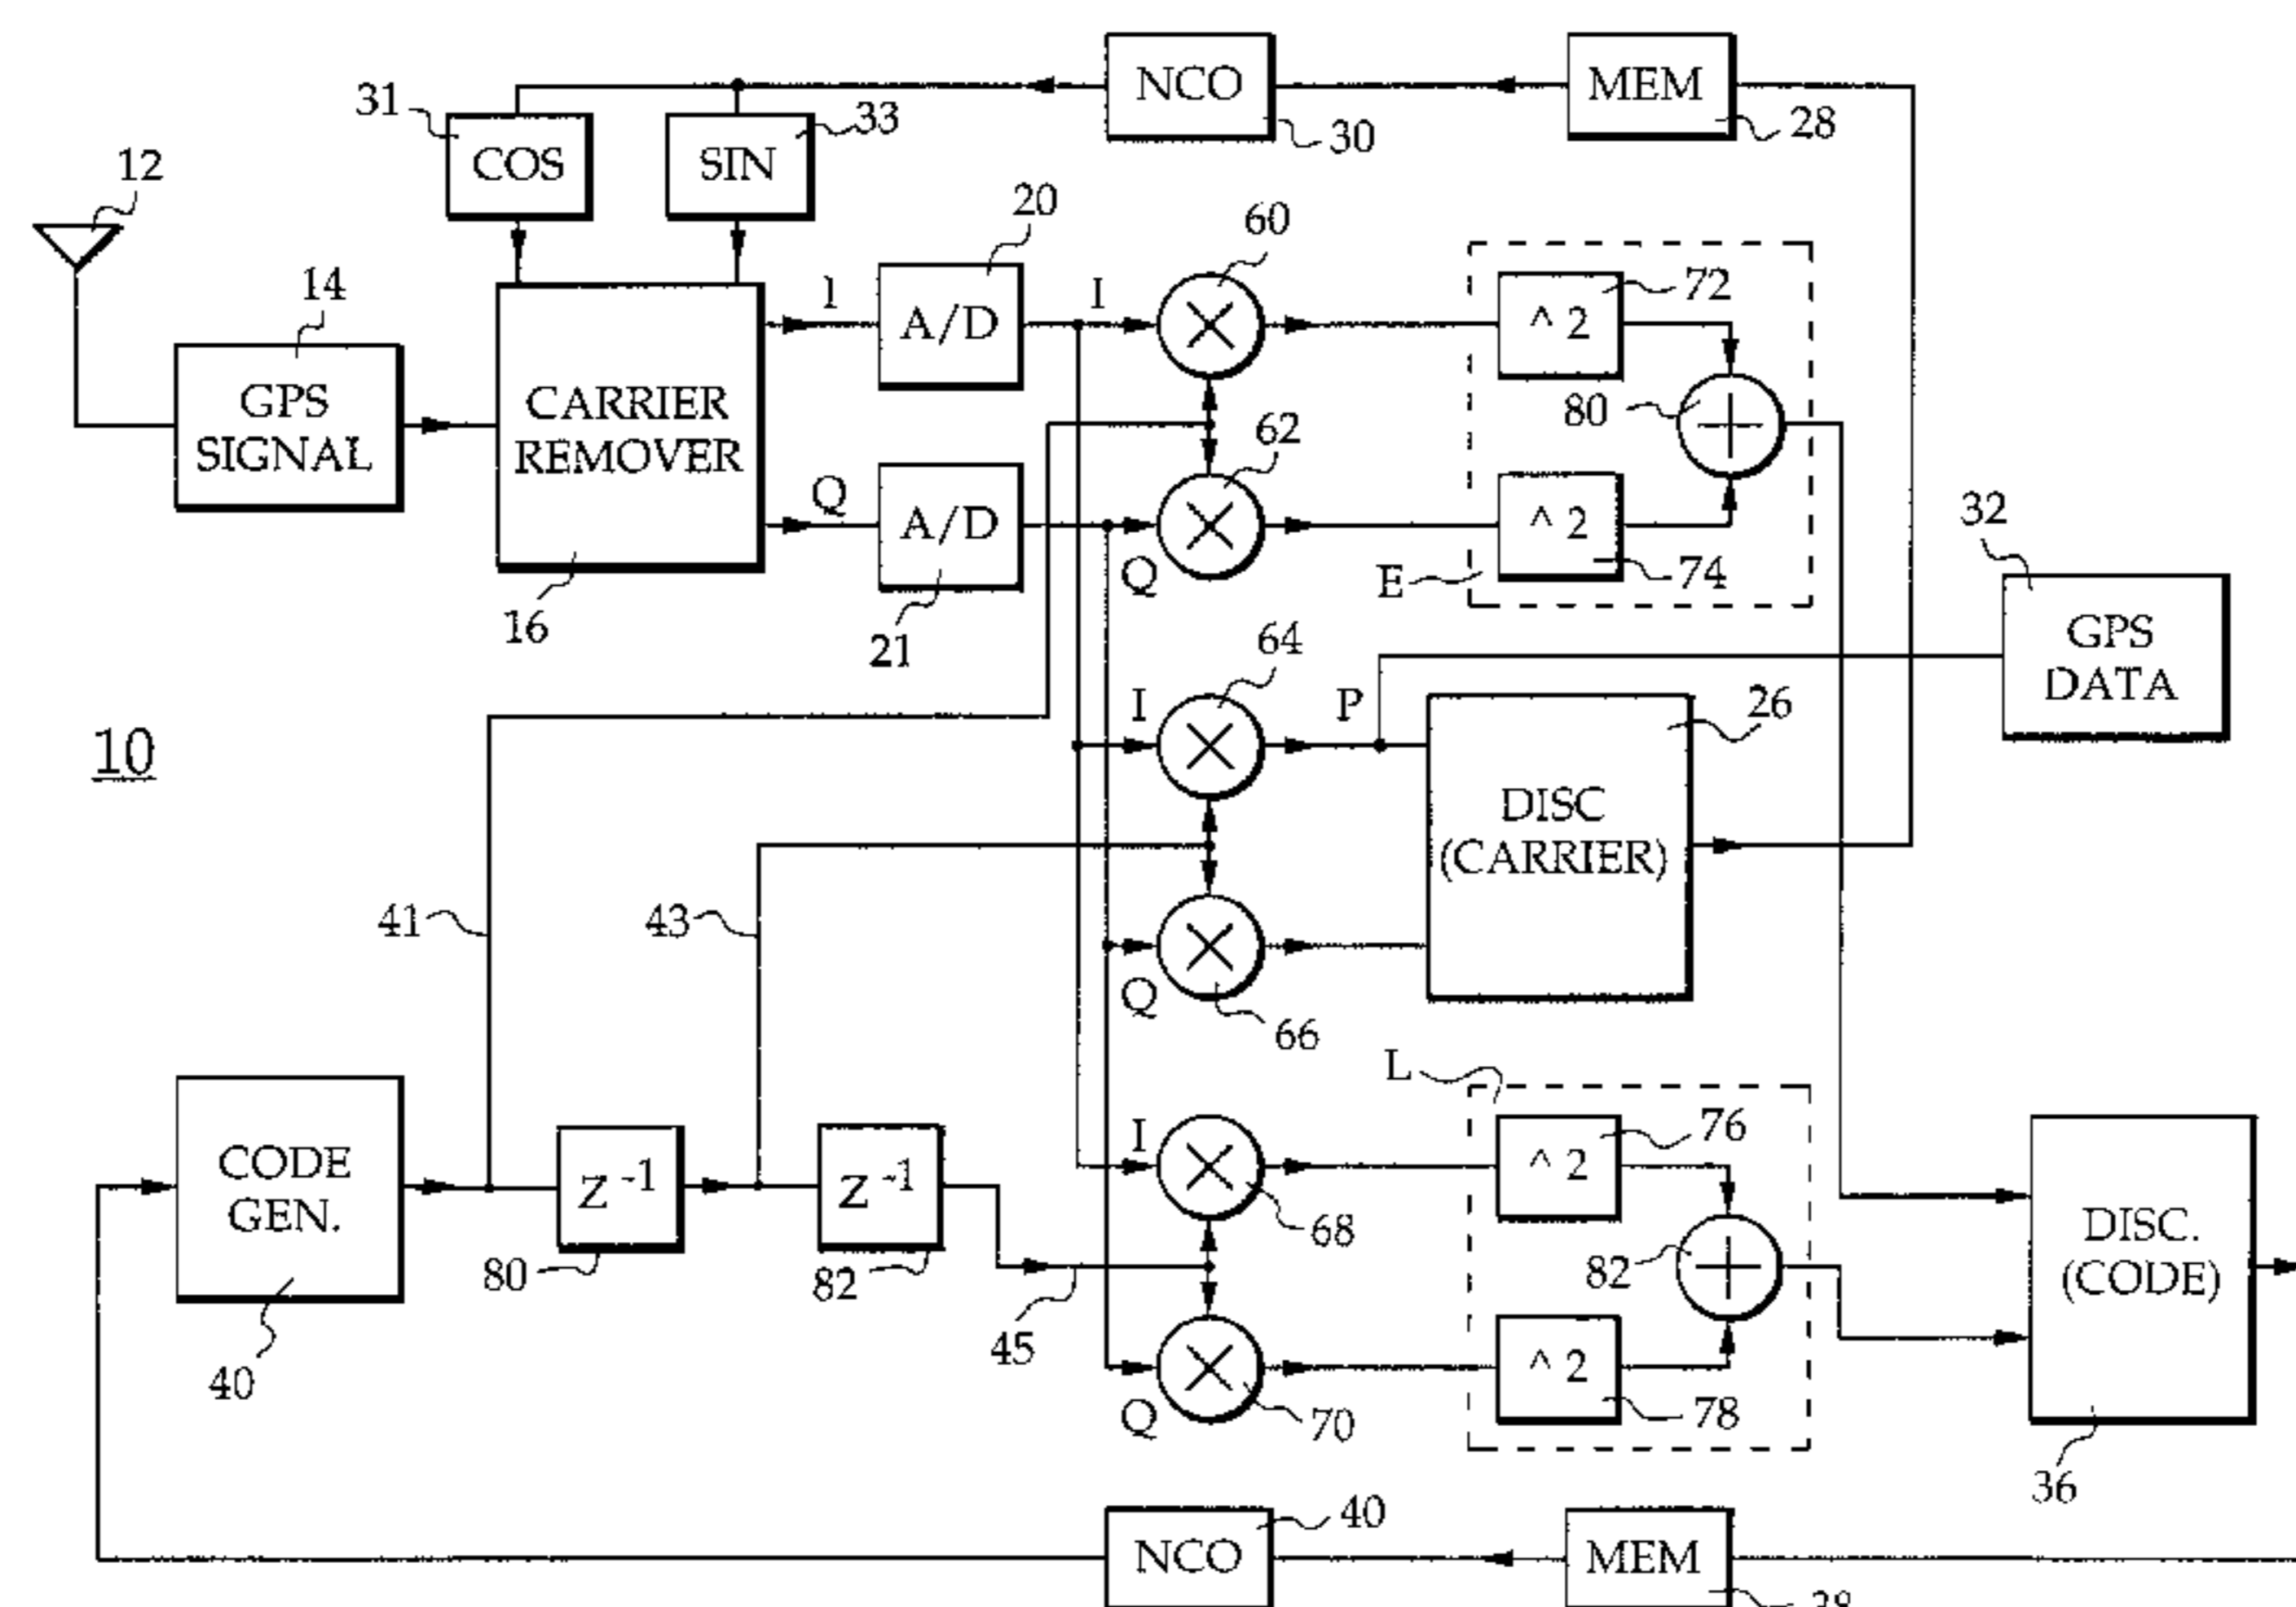 NCO
MEM
31
33
30
28
COS
SIN
12
20
60
14
I
A/D
I
^ 2
72
GPS
SIGNAL
CARRIER
REMOVER
80
62
Q
A/D
^ 2
32
Q
E
74
16
21
64
GPS
DATA
I
P
26
10
DISC
(CARRIER)
41
43
Q
66
L
I
76
CODE
GEN.
Z -1
Z -1
^ 2
68
DISC.
(CODE)
80
82
82
45
^ 2
40
Q
70
78
36
40
NCO
MEM